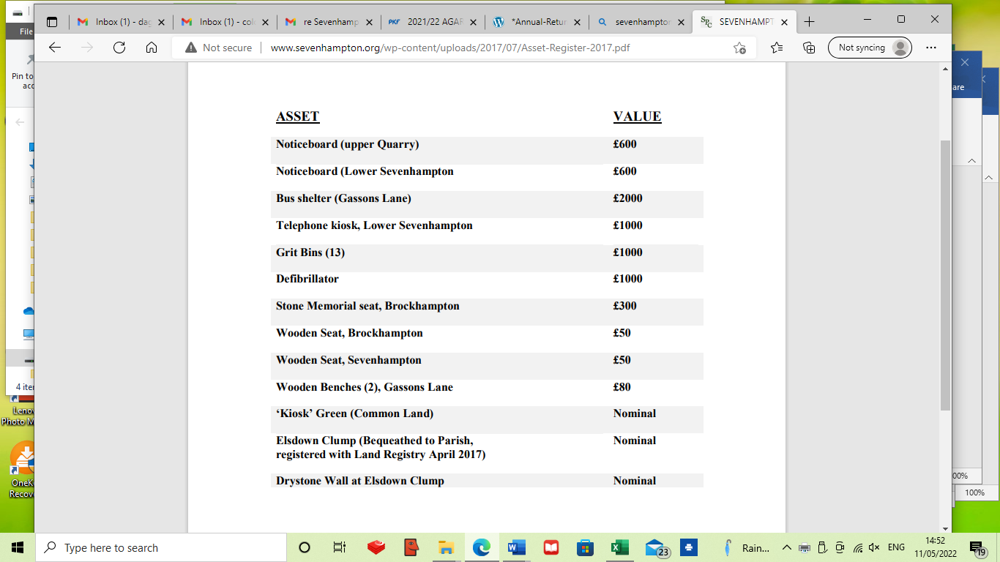 File
Inbox (1) - dag
Inbox (1) - col
re Sevenhamp
PKF 2021/22 AGAR
*Annual-Retur
sevenhampton
SEVENHAMPT
Not secure
www.sevenhampton.org/wp-content/uploads/2017/07/Asset-Register-2017.pdf
Not syncing
Pin to
acc
are
ASSET VALUE
Noticeboard (upper Quarry) £600
Noticeboard (Lower Sevenhampton £600
Bus shelter (Gassons Lane) £2000
Telephone kiosk, Lower Sevenhampton £1000
Grit Bins (13) £1000
Defibrillator £1000
Stone Memorial seat, Brockhampton £300
Wooden Seat, Brockhampton £50
Wooden Seat, Sevenhampton £50
Wooden Benches (2), Gassons Lane £80
‘Kiosk’ Green (Common Land) Nominal
Elsdown Clump (Bequeathed to Parish, Nominal
registered with Land Registry April 2017)
Drystone Wall at Elsdown Clump Nominal
4 iter
Leno
Photo M
OneK
Recov
00%
100%
Type here to search
23
Rain...
ENG
14:52
11/05/2022
19